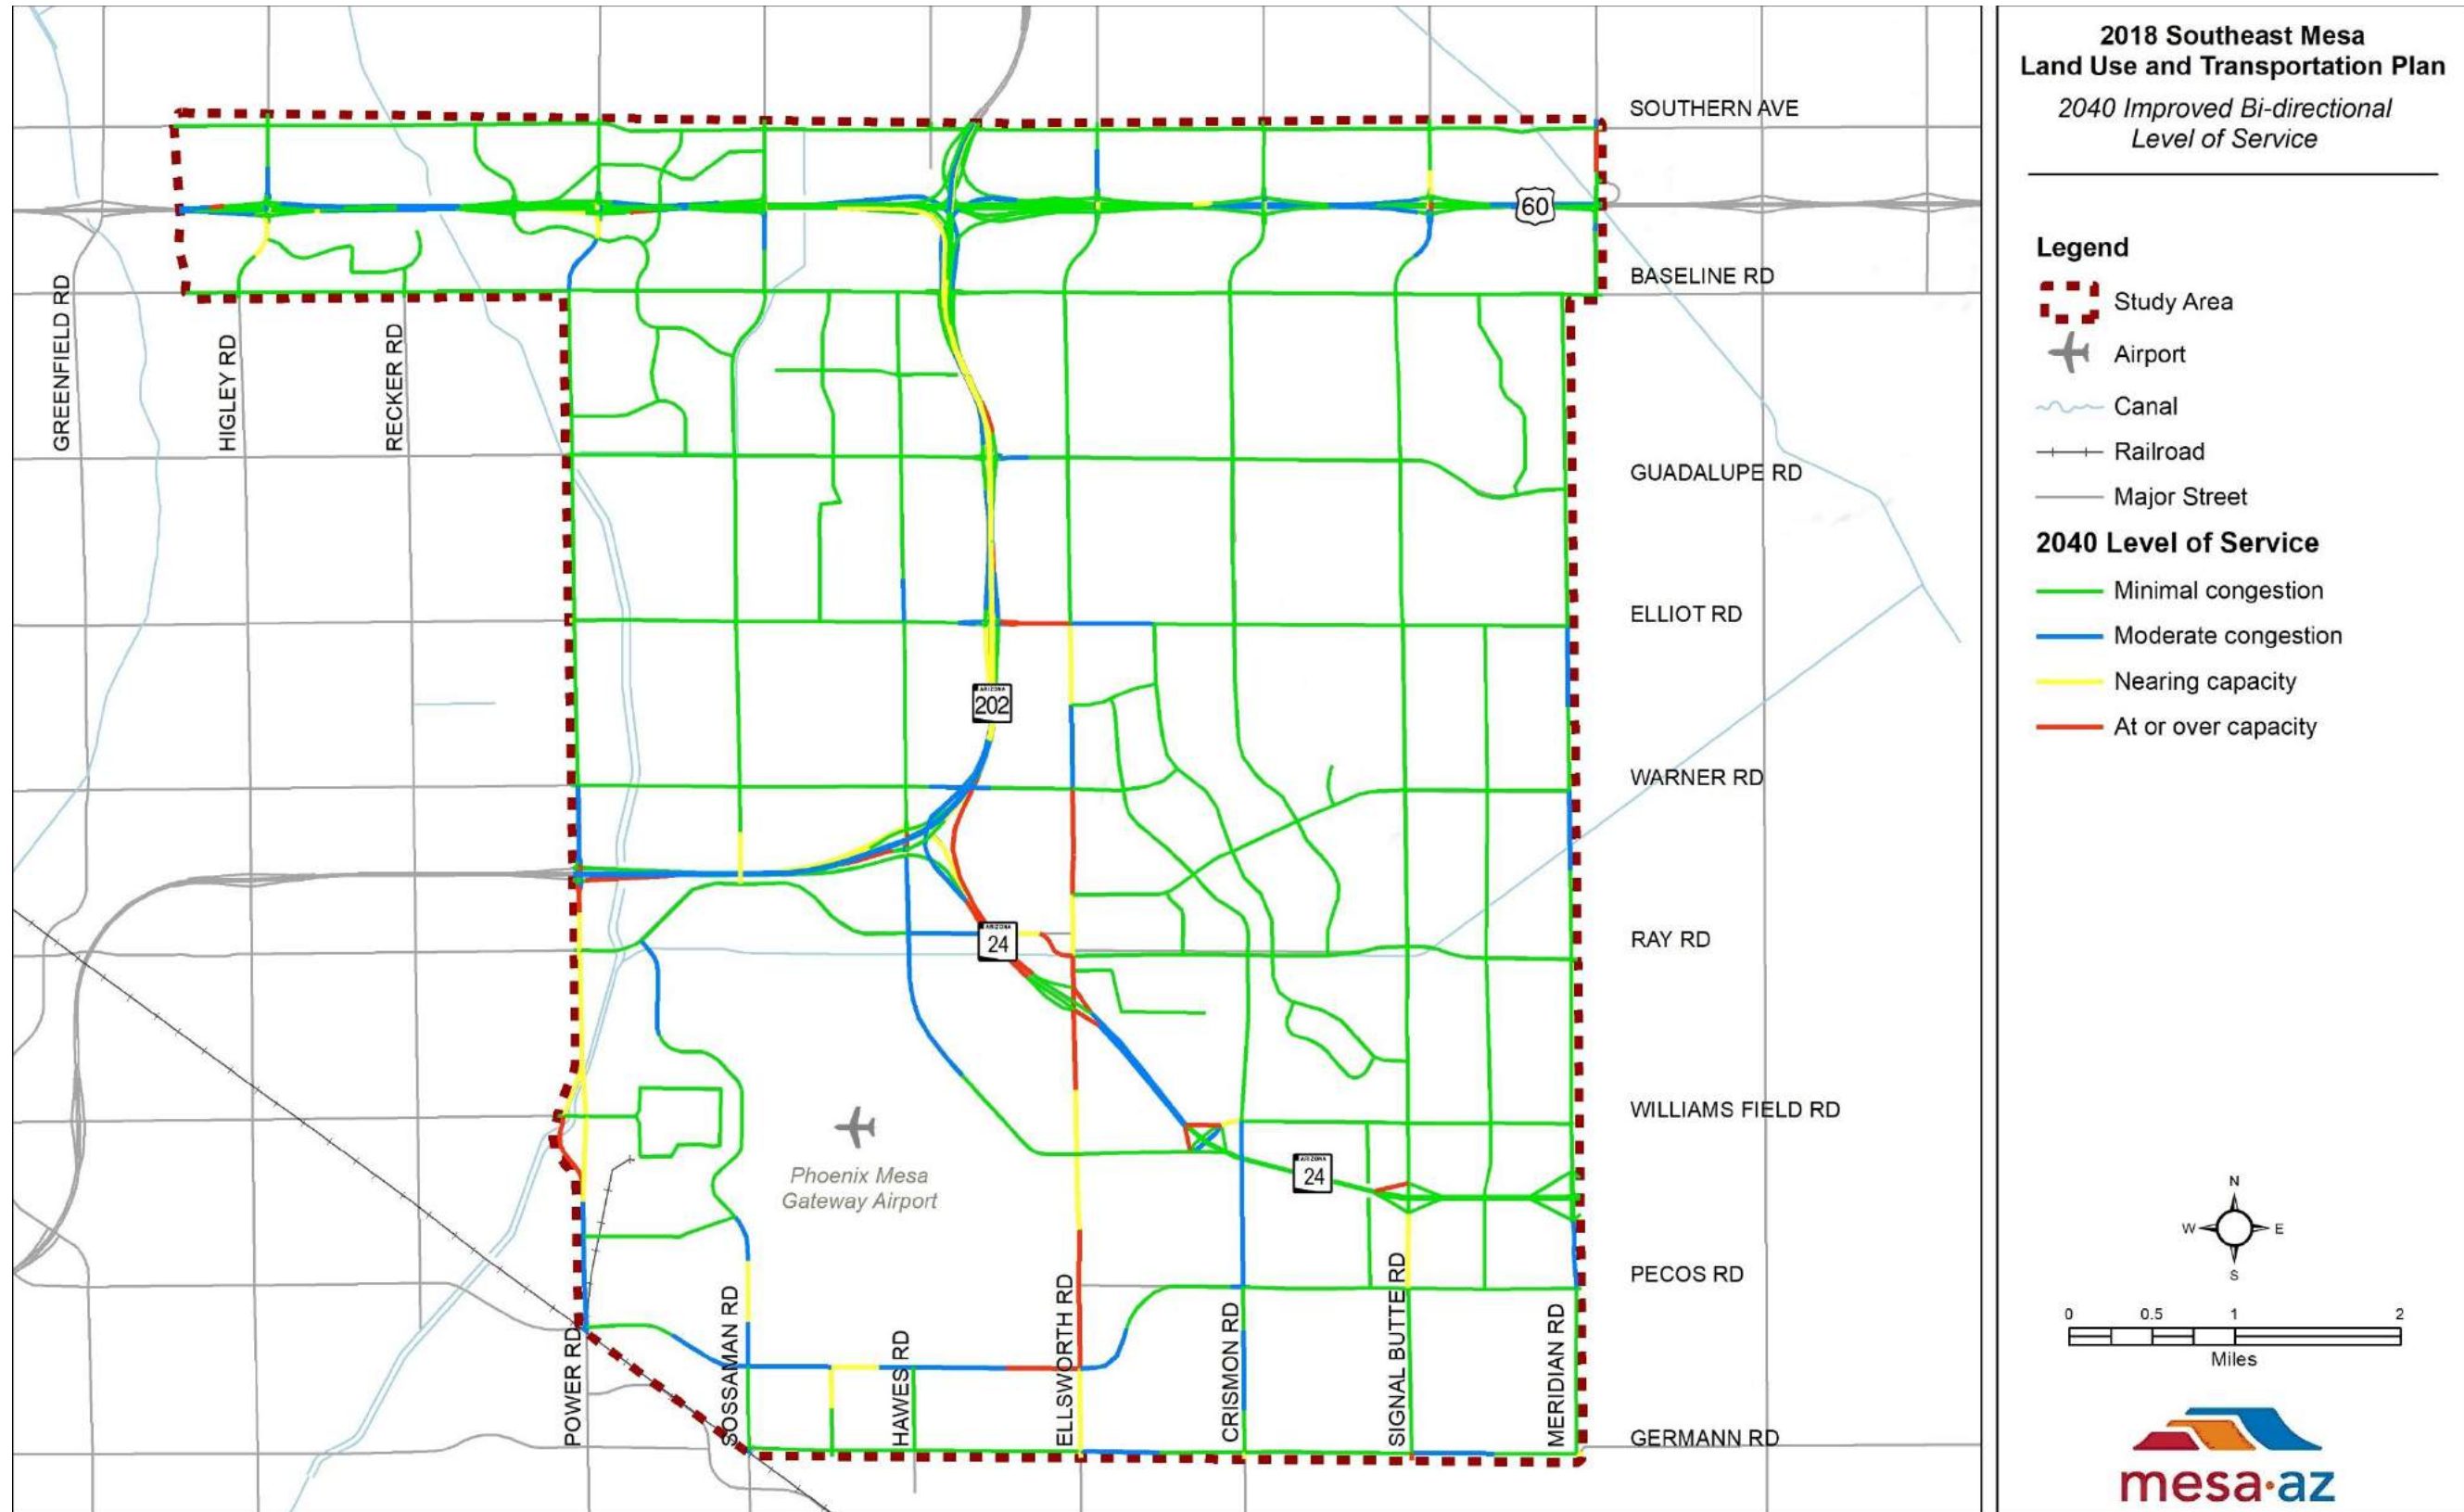 2018 Southeast Mesa
Land Use and Transportation Plan
2040 Improved Bi-directional
Level of Service
Legend
Study Area
Airport
Canal
Railroad
Major Street
2040 Level of Service
Minimal congestion
Moderate congestion
Nearing capacity
At or over capacity
SOUTHERN AVE
60
BASELINE RD
GREENFIELD RD
HIGLEY RD
RECKER RD
GUADALUPE RD
ELLIOT RD
ARIZONA
202
WARNER RD
ARIZONA
24
RAY RD
WILLIAMS FIELD RD
Phoenix Mesa
Gateway Airport
ARIZONA
24
PECOS RD
POWER RD
SOSSAMAN RD
HAWES RD
ELLSWORTH RD
CRISMON RD
SIGNAL BUTTE RD
MERIDIAN RD
GERMANN RD
N
W
E
S
0 0.5 1 2
Miles
mesa·az